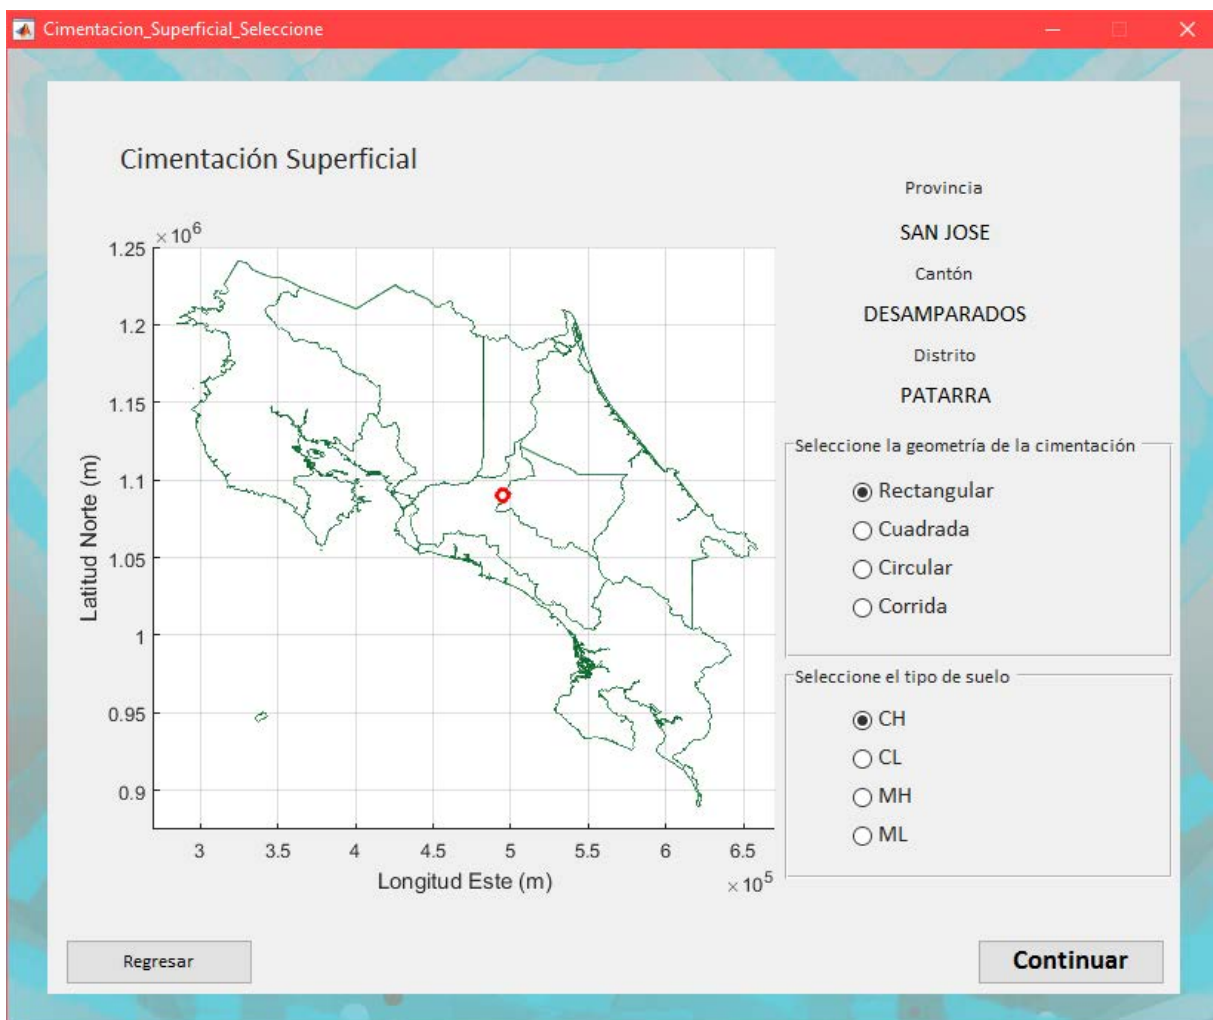 Cimentacion_Superficial_Seleccione
Cimentación Superficial
Provincia
SAN JOSE
Cantón
DESAMPARADOS
Distrito
PATARRA
× 10^6
1.25
1.2
1.15
1.1
1.05
1
0.95
0.9
Latitud Norte (m)
3 3.5 4 4.5 5 5.5 6 6.5
Longitud Este (m)
× 10^5
Seleccione la geometría de la cimentación
Rectangular
Cuadrada
Circular
Corrida
Seleccione el tipo de suelo
CH
CL
MH
ML
Regresar
Continuar